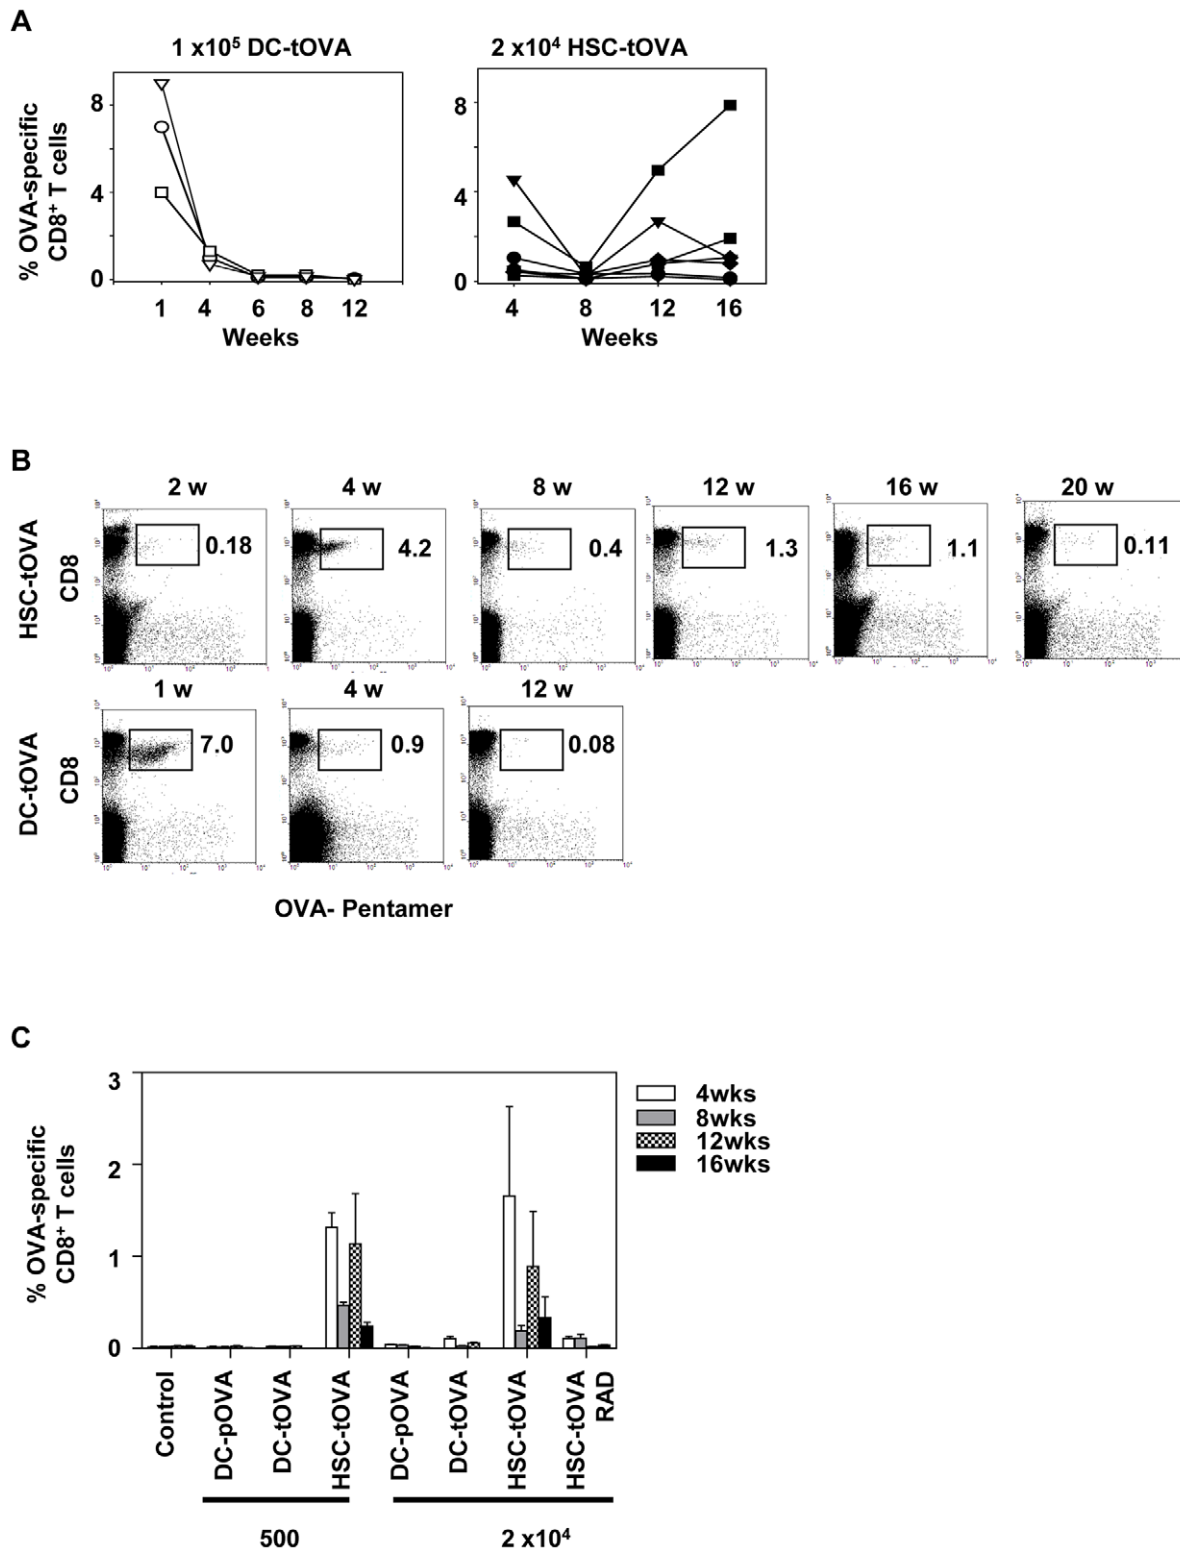 A
1 x10⁵ DC-tOVA
2 x10⁴ HSC-tOVA
% OVA-specific
CD8⁺ T cells
8
4
0
1 4 6 8 12
Weeks
8
4
0
4 8 12 16
Weeks
B
2 w 4 w 8 w 12 w 16 w 20 w
HSC-tOVA
CD8
0.18 4.2 0.4 1.3 1.1 0.11
1 w 4 w 12 w
DC-tOVA
CD8
7.0 0.9 0.08
OVA- Pentamer
C
% OVA-specific
CD8⁺ T cells
3
2
1
0
4wks
8wks
12wks
16wks
Control
DC-pOVA
DC-tOVA
HSC-tOVA
DC-pOVA
DC-tOVA
HSC-tOVA
HSC-tOVA
RAD
500
2 x10⁴